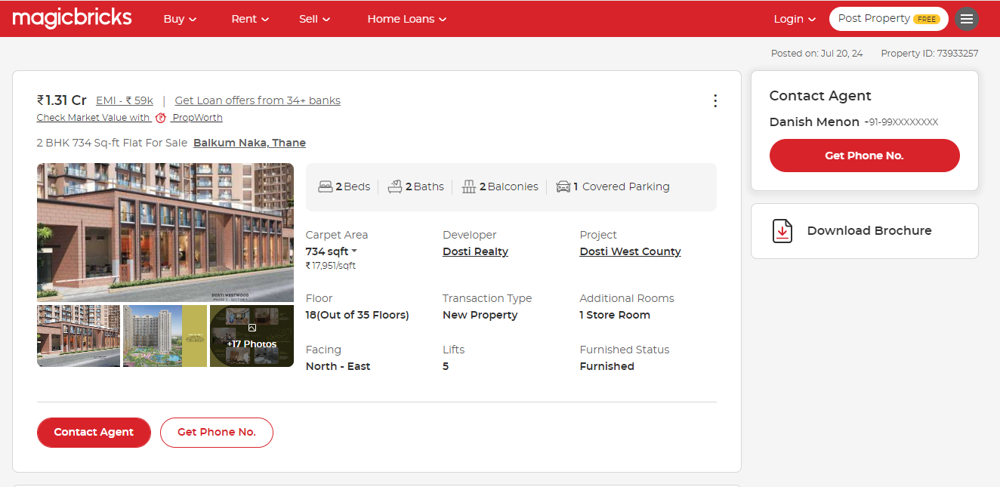 magicbricks Buy Rent Sell Home Loans Login Post Property FREE
Posted on: Jul 20, 24 Property ID: 73933257
₹1.31 Cr EMI - ₹ 59k | Get Loan offers from 34+ banks
Check Market Value with PropWorth
2 BHK 734 Sq-ft Flat For Sale Balkum Naka, Thane
2 Beds 2 Baths 2 Balconies 1 Covered Parking
Carpet Area Developer Project
734 sqft Dosti Realty Dosti West County
₹17,951/sqft
Floor Transaction Type Additional Rooms
18(Out of 35 Floors) New Property 1 Store Room
Facing Lifts Furnished Status
North - East 5 Furnished
DOSTI WESTWOOD
+17 Photos
Contact Agent Get Phone No.
Contact Agent
Danish Menon +91-99XXXXXXXX
Get Phone No.
Download Brochure